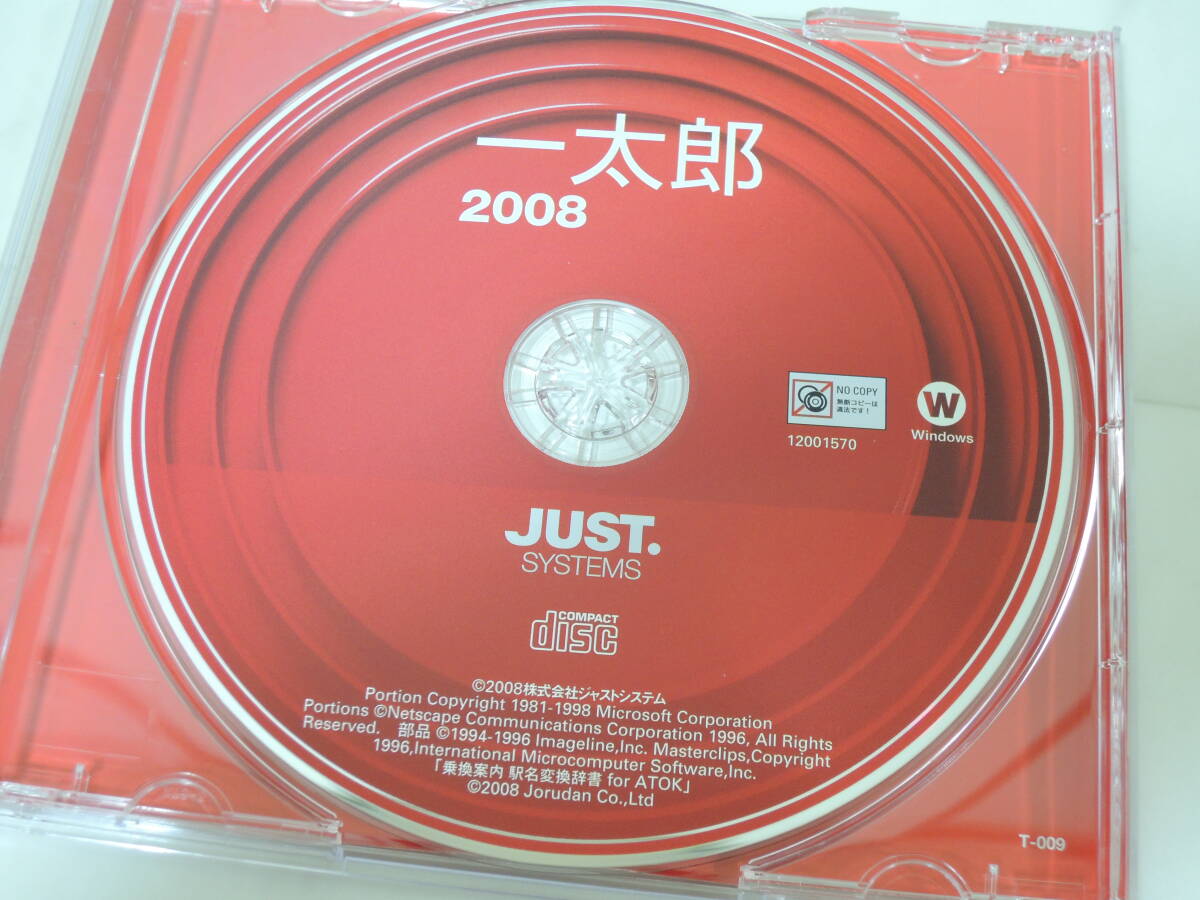 一太郎
2008
NO COPY
無断コピーは
違法です！
12001570
W
Windows
JUST.
SYSTEMS
COMPACT
disc
©2008株式会社ジャストシステム
Portion Copyright 1981-1998 Microsoft Corporation
Portions ©Netscape Communications Corporation 1996, All Rights
Reserved. 部品 ©1994-1996 Imageline,Inc. Masterclips,Copyright
1996,International Microcomputer Software,Inc.
「乗換案内 駅名変換辞書 for ATOK」
©2008 Jorudan Co.,Ltd
T-009